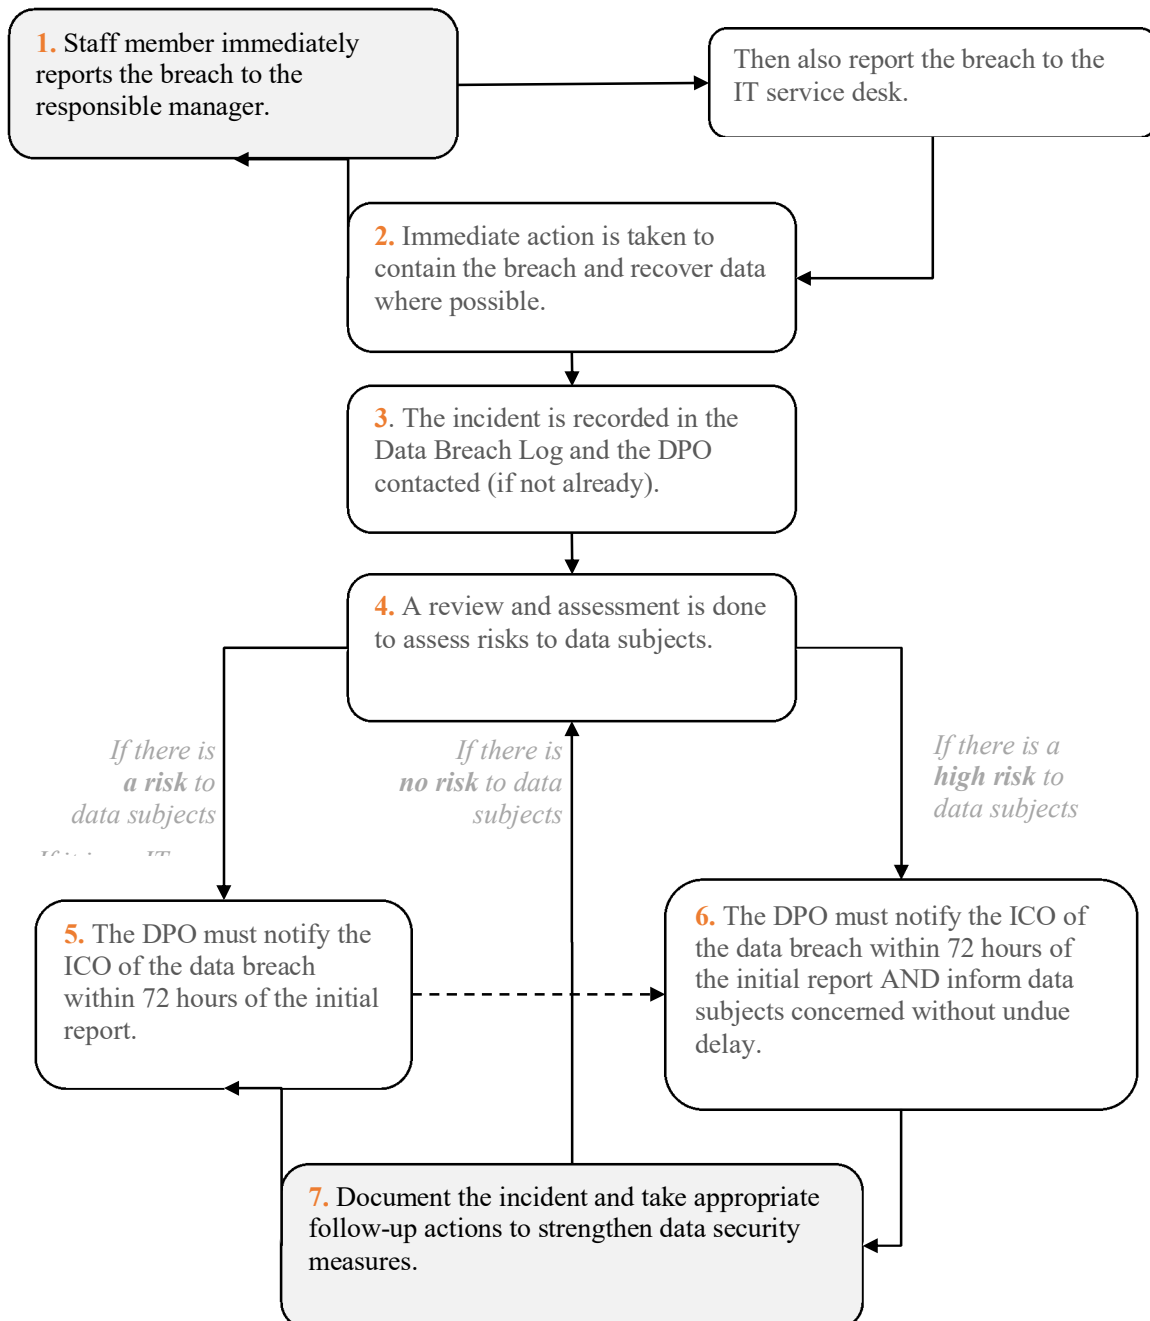 1. Staff member immediately
reports the breach to the
responsible manager.
Then also report the breach to the
IT service desk.
2. Immediate action is taken to
contain the breach and recover data
where possible.
3. The incident is recorded in the
Data Breach Log and the DPO
contacted (if not already).
4. A review and assessment is done
to assess risks to data subjects.
If there is
a risk to
data subjects
If there is
no risk to data
subjects
If there is a
high risk to
data subjects
5. The DPO must notify the
ICO of the data breach
within 72 hours of the initial
report.
6. The DPO must notify the ICO of
the data breach within 72 hours of
the initial report AND inform data
subjects concerned without undue
delay.
7. Document the incident and take appropriate
follow-up actions to strengthen data security
measures.